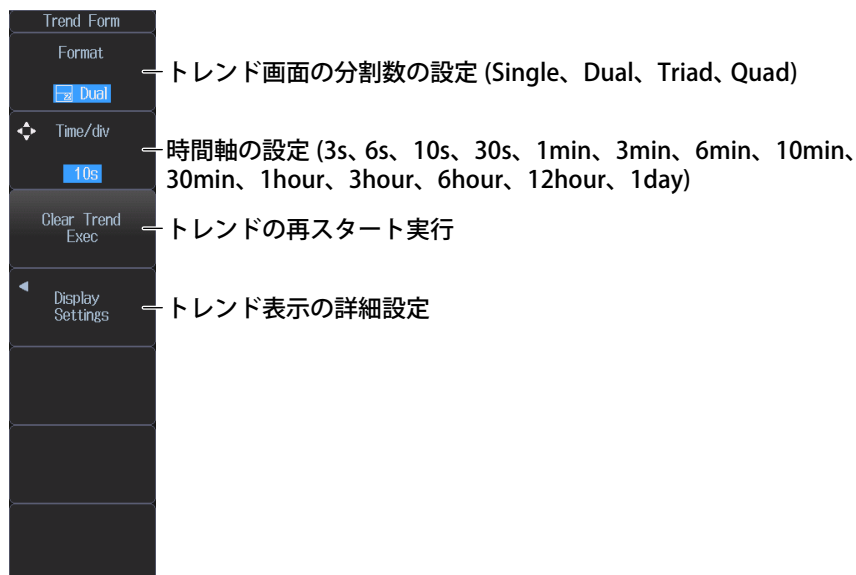 Trend Form
Format
Dual
トレンド画面の分割数の設定 (Single、Dual、Triad、Quad)
Time/div
10s
時間軸の設定 (3s、6s、10s、30s、1min、3min、6min、10min、
30min、1hour、3hour、6hour、12hour、1day)
Clear Trend
Exec
トレンドの再スタート実行
Display
Settings
トレンド表示の詳細設定